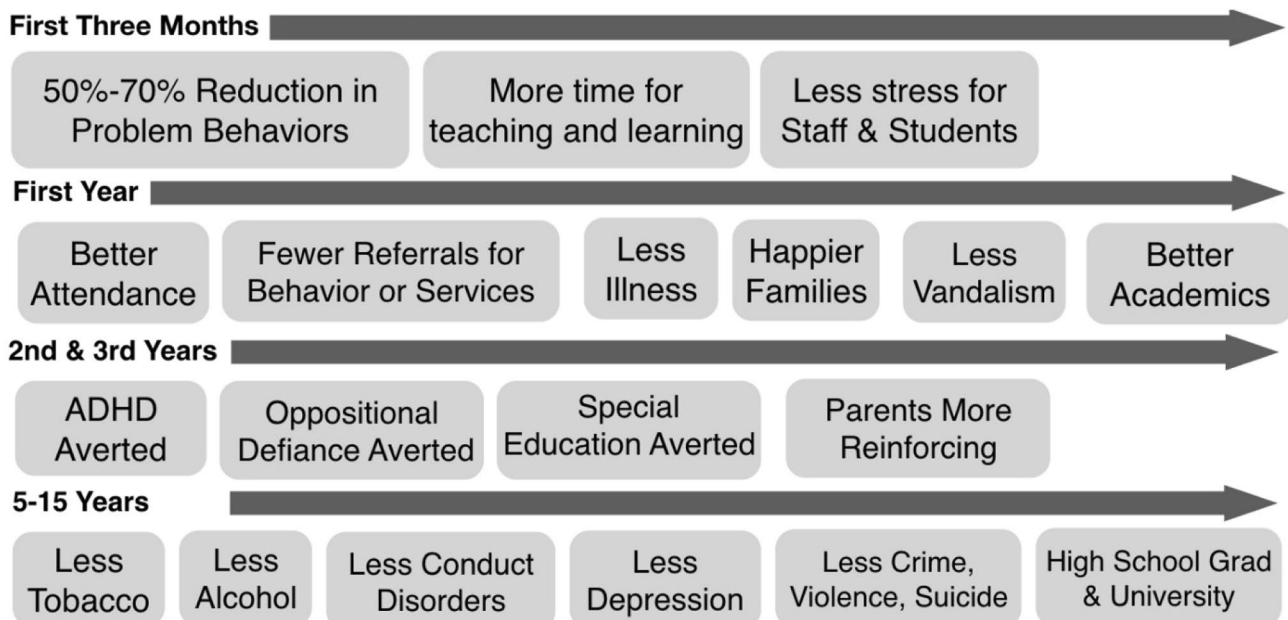 First Three Months
50%-70% Reduction in
Problem Behaviors
More time for
teaching and learning
Less stress for
Staff & Students
First Year
Better
Attendance
Fewer Referrals for
Behavior or Services
Less
Illness
Happier
Families
Less
Vandalism
Better
Academics
2nd & 3rd Years
ADHD
Averted
Oppositional
Defiance Averted
Special
Education Averted
Parents More
Reinforcing
5-15 Years
Less
Tobacco
Less
Alcohol
Less Conduct
Disorders
Less
Depression
Less Crime,
Violence, Suicide
High School Grad
& University